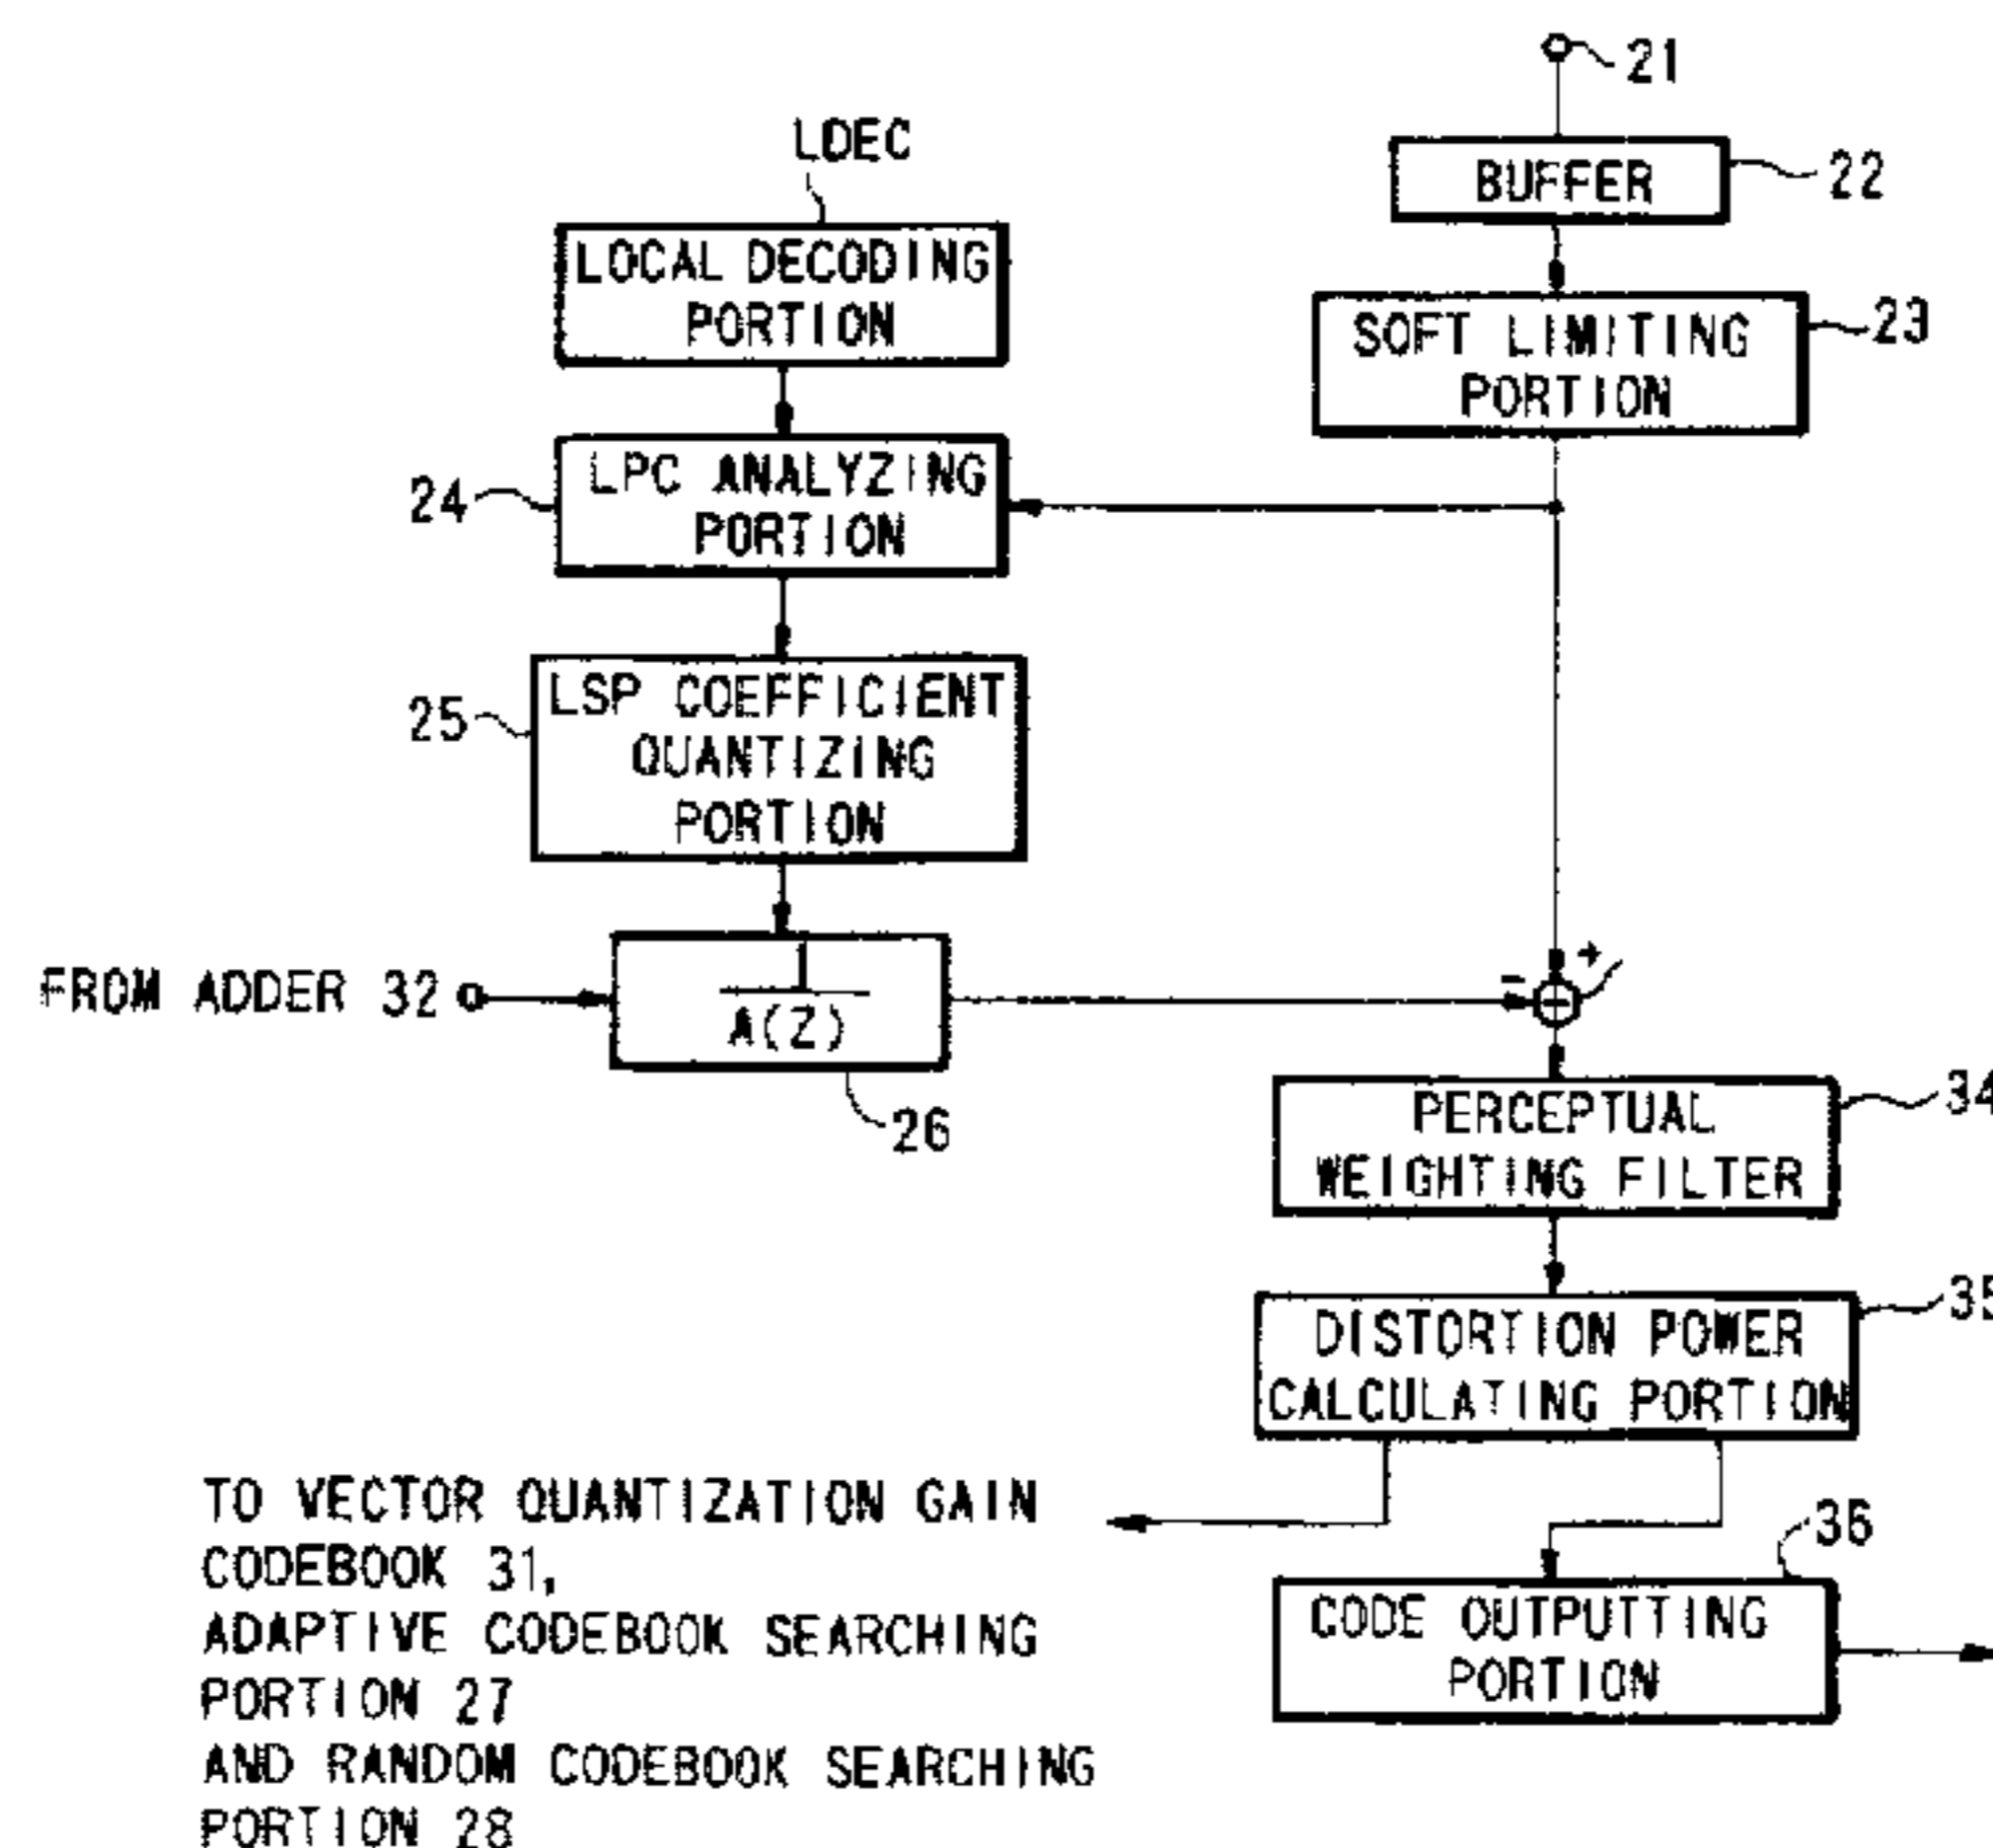 21
BUFFER
22
LDEC
LOCAL DECODING
PORTION
SOFT LIMITING
PORTION
23
LPC ANALYZING
PORTION
24
LSP COEFFICIENT
QUANTIZING
PORTION
25
FROM ADDER 32
1
A(Z)
26
-
+
PERCEPTUAL
WEIGHTING FILTER
34
DISTORTION POWER
CALCULATING PORTION
35
TO VECTOR QUANTIZATION GAIN
CODEBOOK 31,
ADAPTIVE CODEBOOK SEARCHING
PORTION 27
AND RANDOM CODEBOOK SEARCHING
PORTION 28
36
CODE OUTPUTTING
PORTION